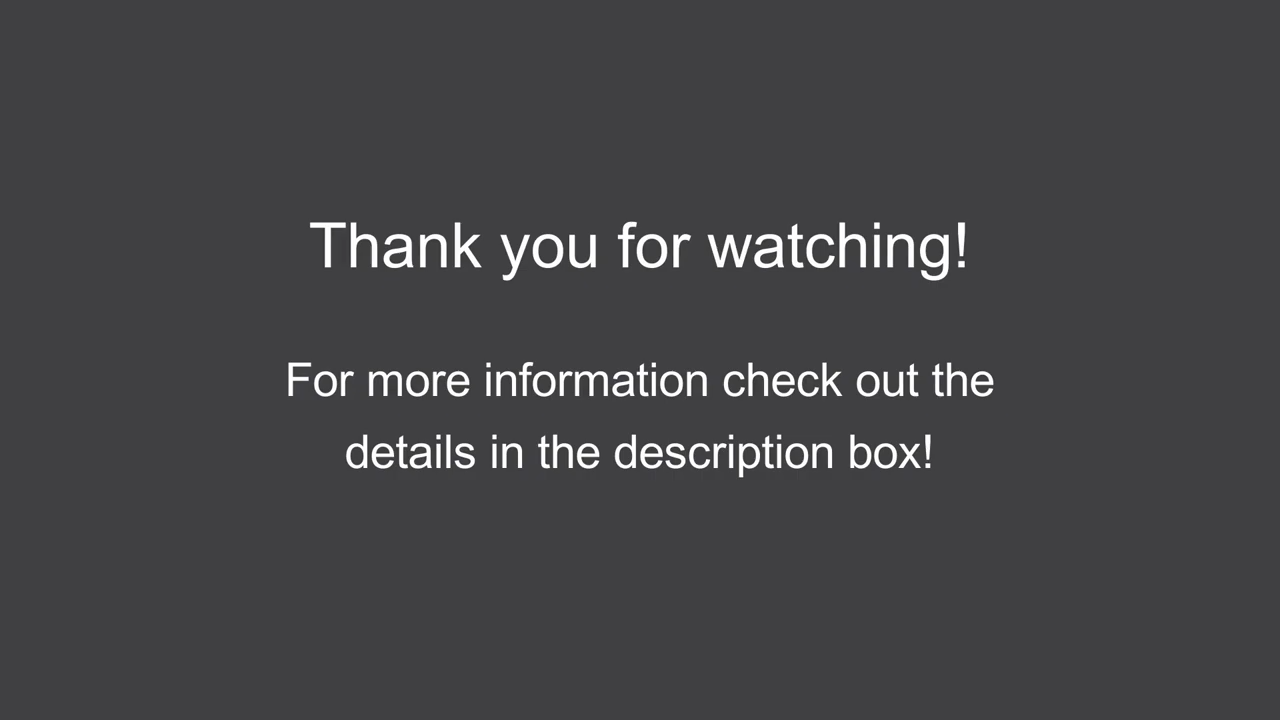 Thank you for watching!
For more information check out the
details in the description box!